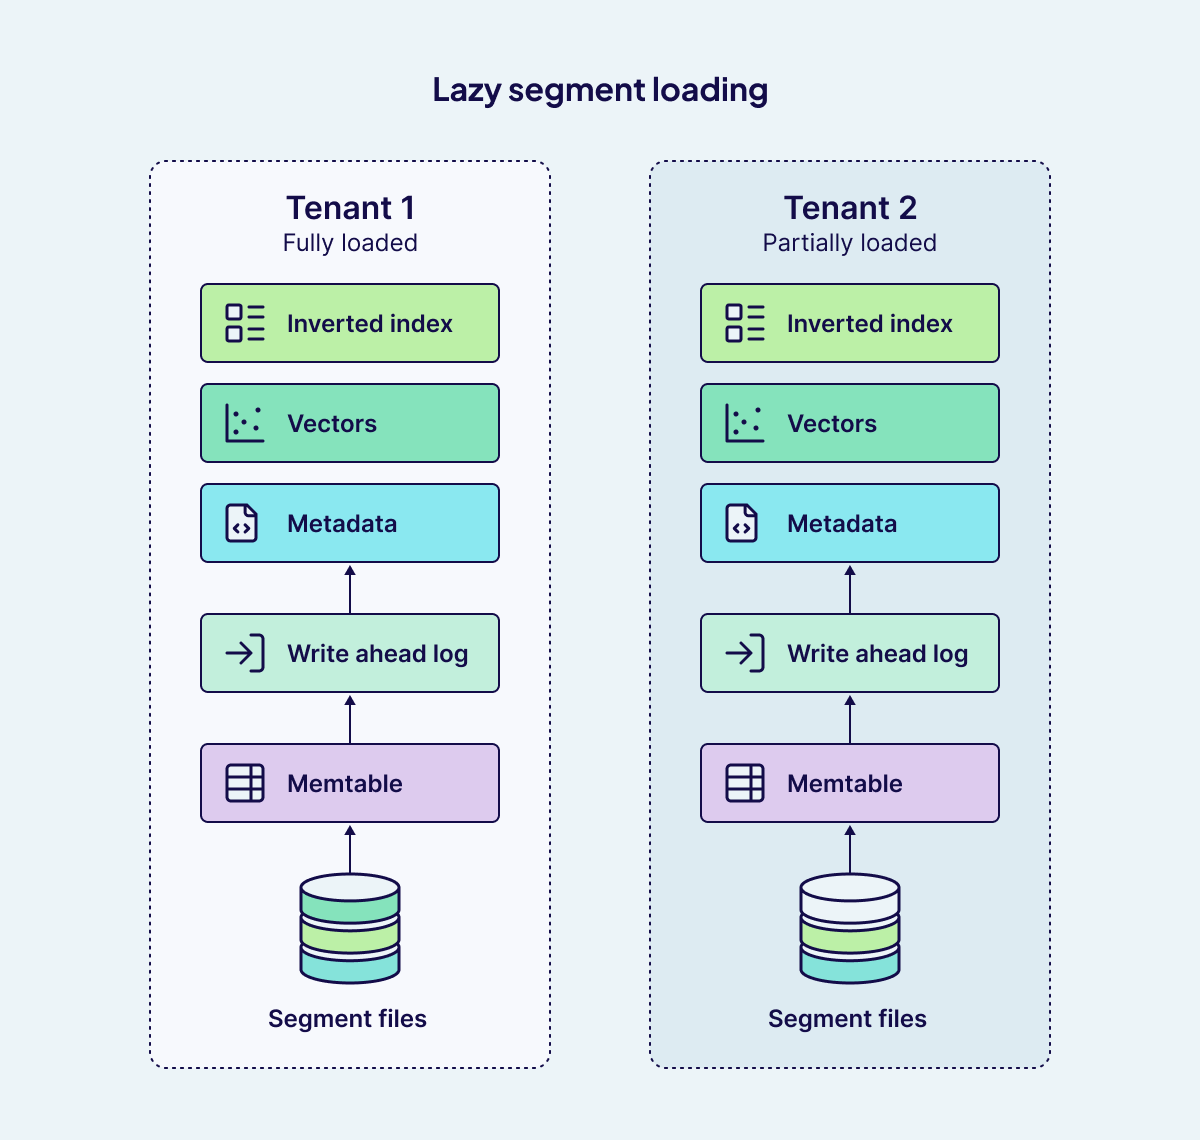 Lazy segment loading
Tenant 1
Fully loaded
Inverted index
Vectors
Metadata
Write ahead log
Memtable
Segment files
Tenant 2
Partially loaded
Inverted index
Vectors
Metadata
Write ahead log
Memtable
Segment files